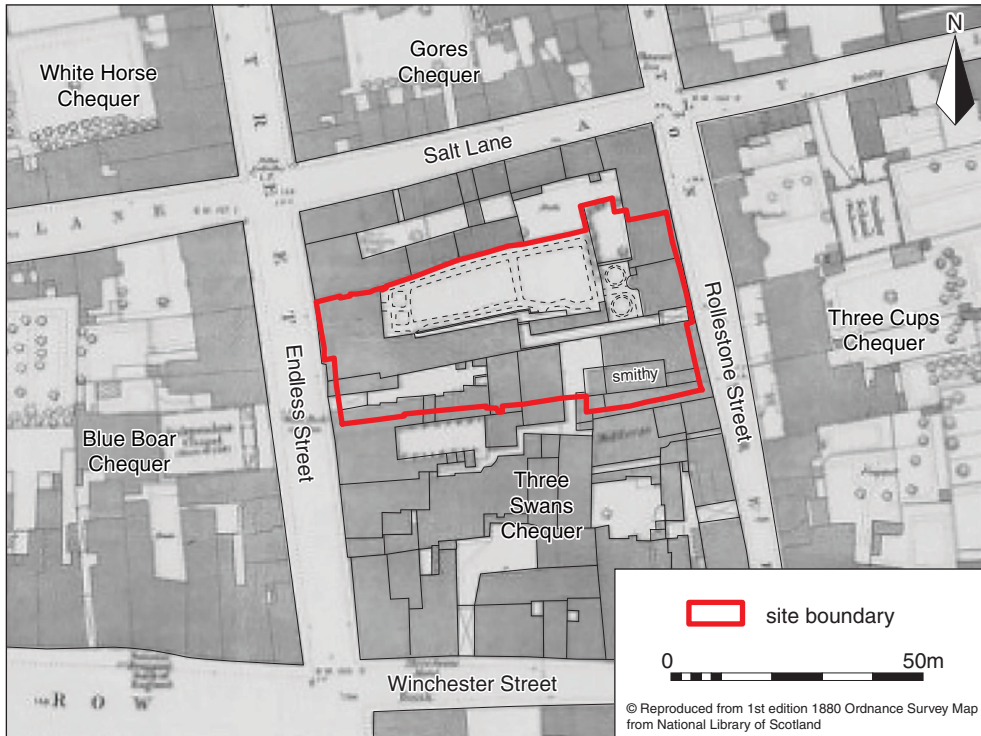 N
White Horse
Chequer
Gores
Chequer
Salt Lane
LANE
Rollestone Street
Three Cups
Chequer
Endless Street
smithy
Blue Boar
Chequer
Three
Swans
Chequer
site boundary
0 50m
Winchester Street
ROW
© Reproduced from 1st edition 1880 Ordnance Survey Map
from National Library of Scotland